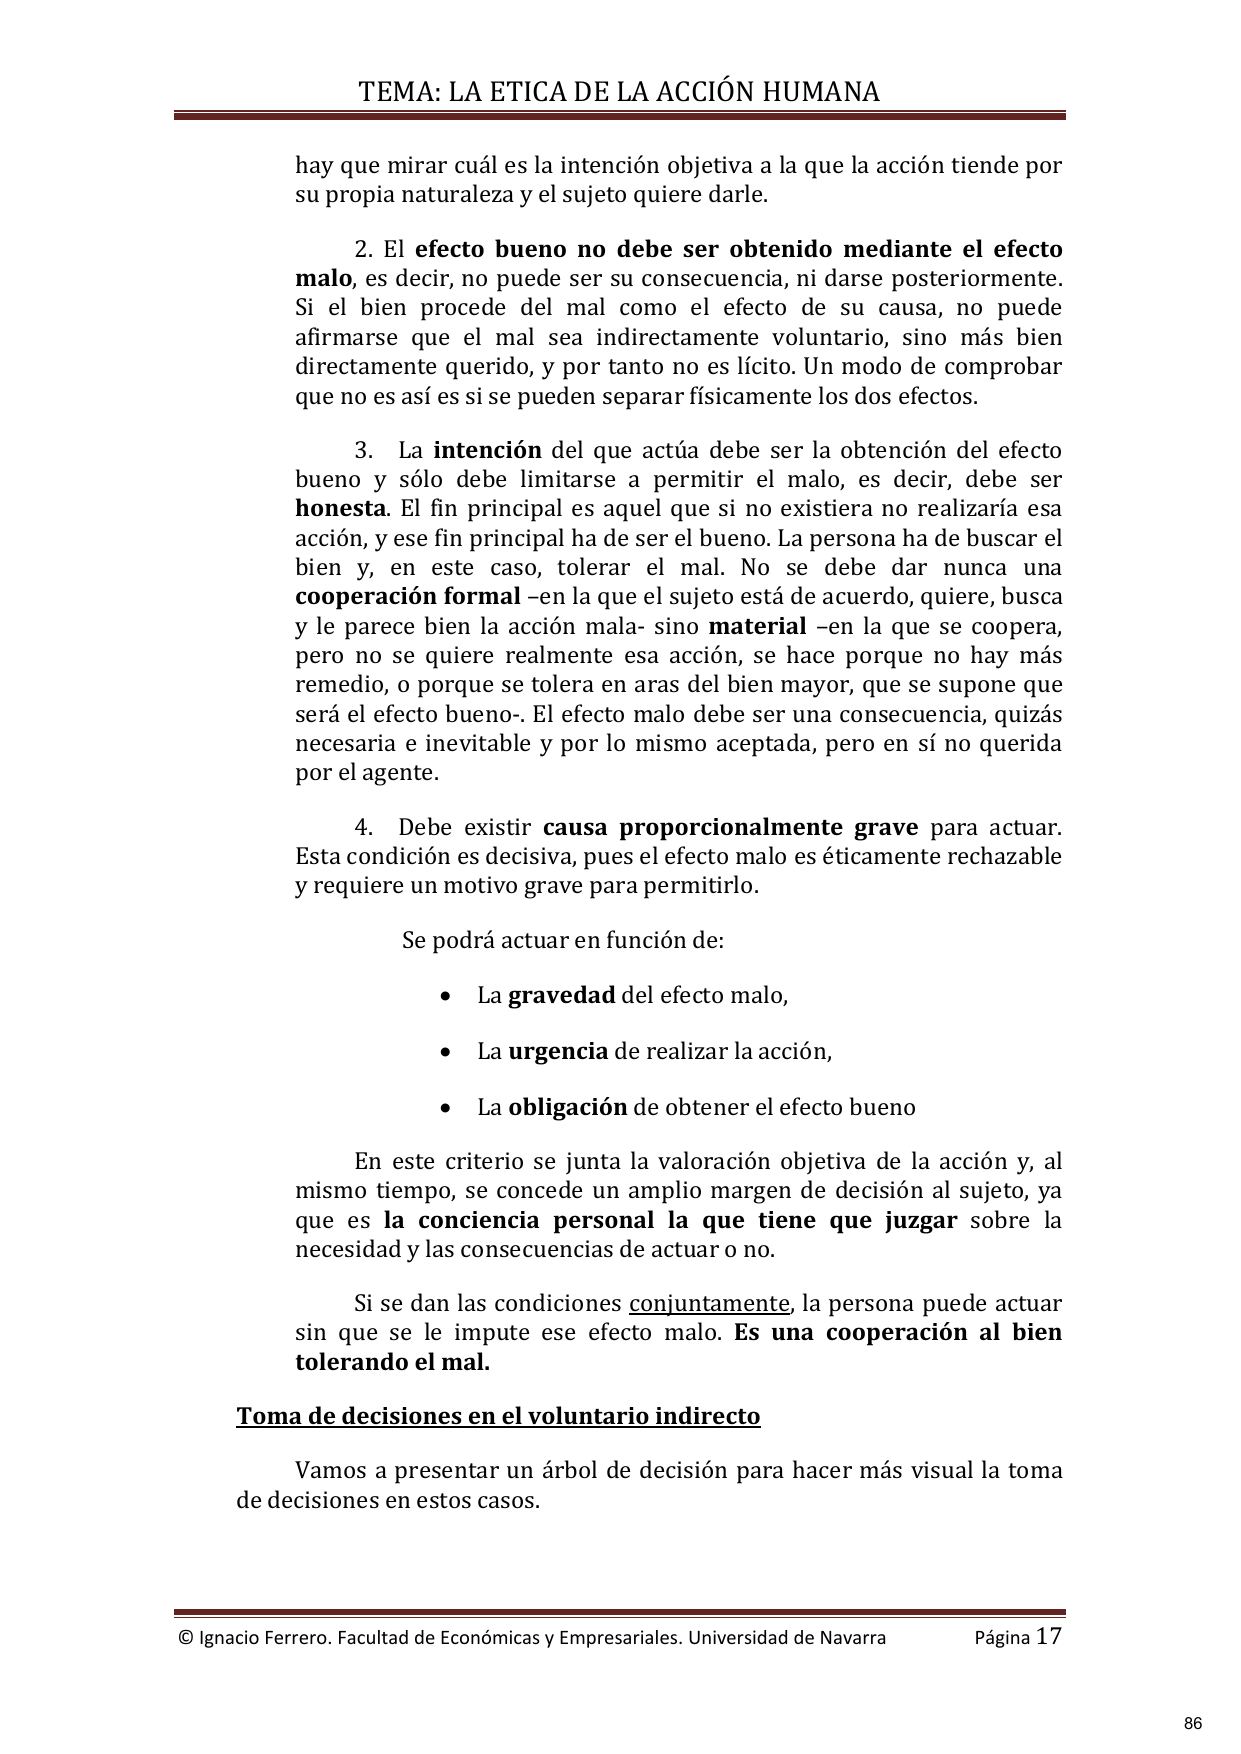 TEMA: LA ETICA DE LA ACCIÓN HUMANA
hay que mirar cuál es la intención objetiva a la que la acción tiende por
su propia naturaleza y el sujeto quiere darle.
2. El efecto bueno no debe ser obtenido mediante el efecto
malo, es decir, no puede ser su consecuencia, ni darse posteriormente.
Si el bien procede del mal como el efecto de su causa, no puede
afirmarse que el mal sea indirectamente voluntario, sino más bien
directamente querido, y por tanto no es lícito. Un modo de comprobar
que no es así es si se pueden separar físicamente los dos efectos.
3. La intención del que actúa debe ser la obtención del efecto
bueno y sólo debe limitarse a permitir el malo, es decir, debe ser
honesta. El fin principal es aquel que si no existiera no realizaría esa
acción, y ese fin principal ha de ser el bueno. La persona ha de buscar el
bien y, en este caso, tolerar el mal. No se debe dar nunca una
cooperación formal –en la que el sujeto está de acuerdo, quiere, busca
y le parece bien la acción mala- sino material –en la que se coopera,
pero no se quiere realmente esa acción, se hace porque no hay más
remedio, o porque se tolera en aras del bien mayor, que se supone que
será el efecto bueno-. El efecto malo debe ser una consecuencia, quizás
necesaria e inevitable y por lo mismo aceptada, pero en sí no querida
por el agente.
4. Debe existir causa proporcionalmente grave para actuar.
Esta condición es decisiva, pues el efecto malo es éticamente rechazable
y requiere un motivo grave para permitirlo.
Se podrá actuar en función de:
• La gravedad del efecto malo,
• La urgencia de realizar la acción,
• La obligación de obtener el efecto bueno
En este criterio se junta la valoración objetiva de la acción y, al
mismo tiempo, se concede un amplio margen de decisión al sujeto, ya
que es la conciencia personal la que tiene que juzgar sobre la
necesidad y las consecuencias de actuar o no.
Si se dan las condiciones conjuntamente, la persona puede actuar
sin que se le impute ese efecto malo. Es una cooperación al bien
tolerando el mal.
Toma de decisiones en el voluntario indirecto
Vamos a presentar un árbol de decisión para hacer más visual la toma
de decisiones en estos casos.
© Ignacio Ferrero. Facultad de Económicas y Empresariales. Universidad de Navarra Página 17
86